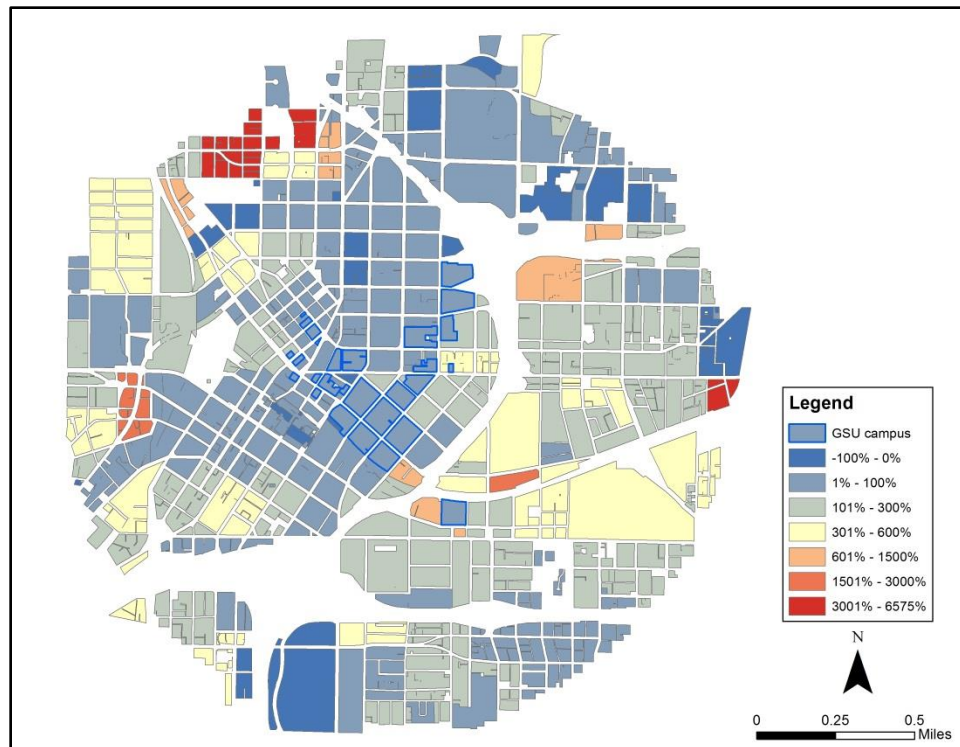 Legend
GSU campus
-100% - 0%
1% - 100%
101% - 300%
301% - 600%
601% - 1500%
1501% - 3000%
3001% - 6575%
N
0 0.25 0.5
Miles